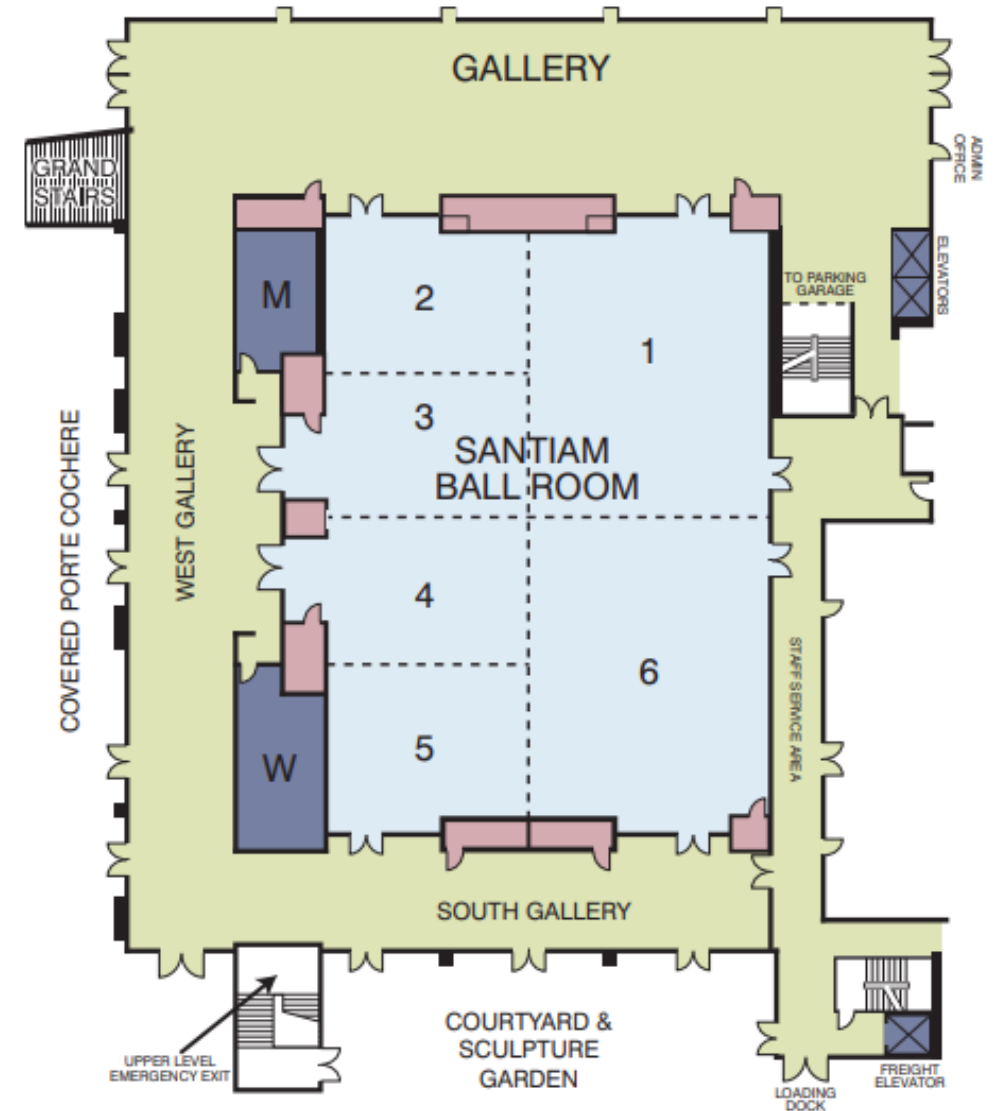 GALLERY
GRAND
STAIRS
ADMIN
OFFICE
ELEVATORS
TO PARKING
GARAGE
M
2
1
3
SANTIAM
BALL ROOM
COVERED PORTE COCHERE
WEST GALLERY
4
6
STAFF SERVICE AREA
5
W
SOUTH GALLERY
COURTYARD &
SCULPTURE
GARDEN
UPPER LEVEL
EMERGENCY EXIT
FREIGHT
ELEVATOR
LOADING
DOCK